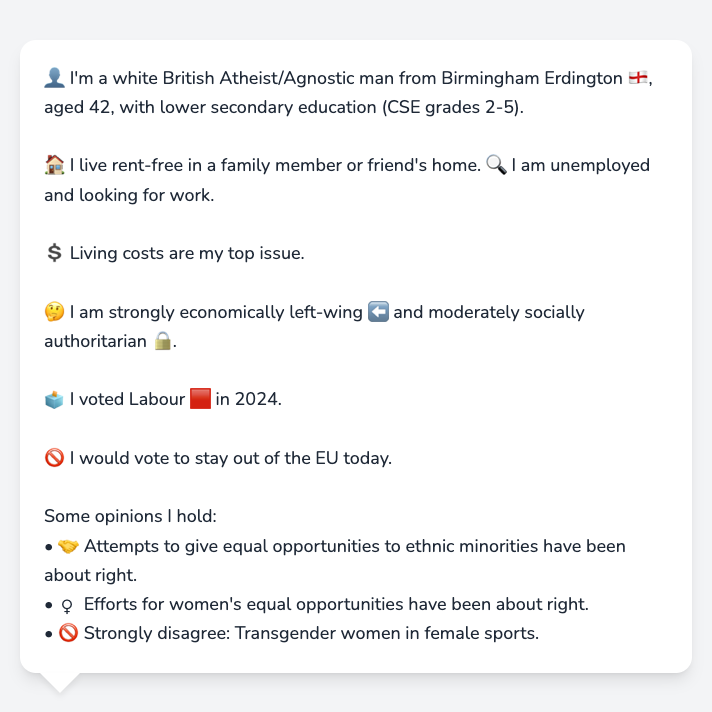 👤 I'm a white British Atheist/Agnostic man from Birmingham Erdington 🏴󠁧󠁢󠁥󠁮󠁧󠁿,
aged 42, with lower secondary education (CSE grades 2-5).
🏠 I live rent-free in a family member or friend's home. 🔍 I am unemployed
and looking for work.
💲 Living costs are my top issue.
🤔 I am strongly economically left-wing ⬅️ and moderately socially
authoritarian 🔒.
🗳️ I voted Labour 🟥 in 2024.
🚫 I would vote to stay out of the EU today.
Some opinions I hold:
• 🤝 Attempts to give equal opportunities to ethnic minorities have been
about right.
• ♀ Efforts for women's equal opportunities have been about right.
• 🚫 Strongly disagree: Transgender women in female sports.